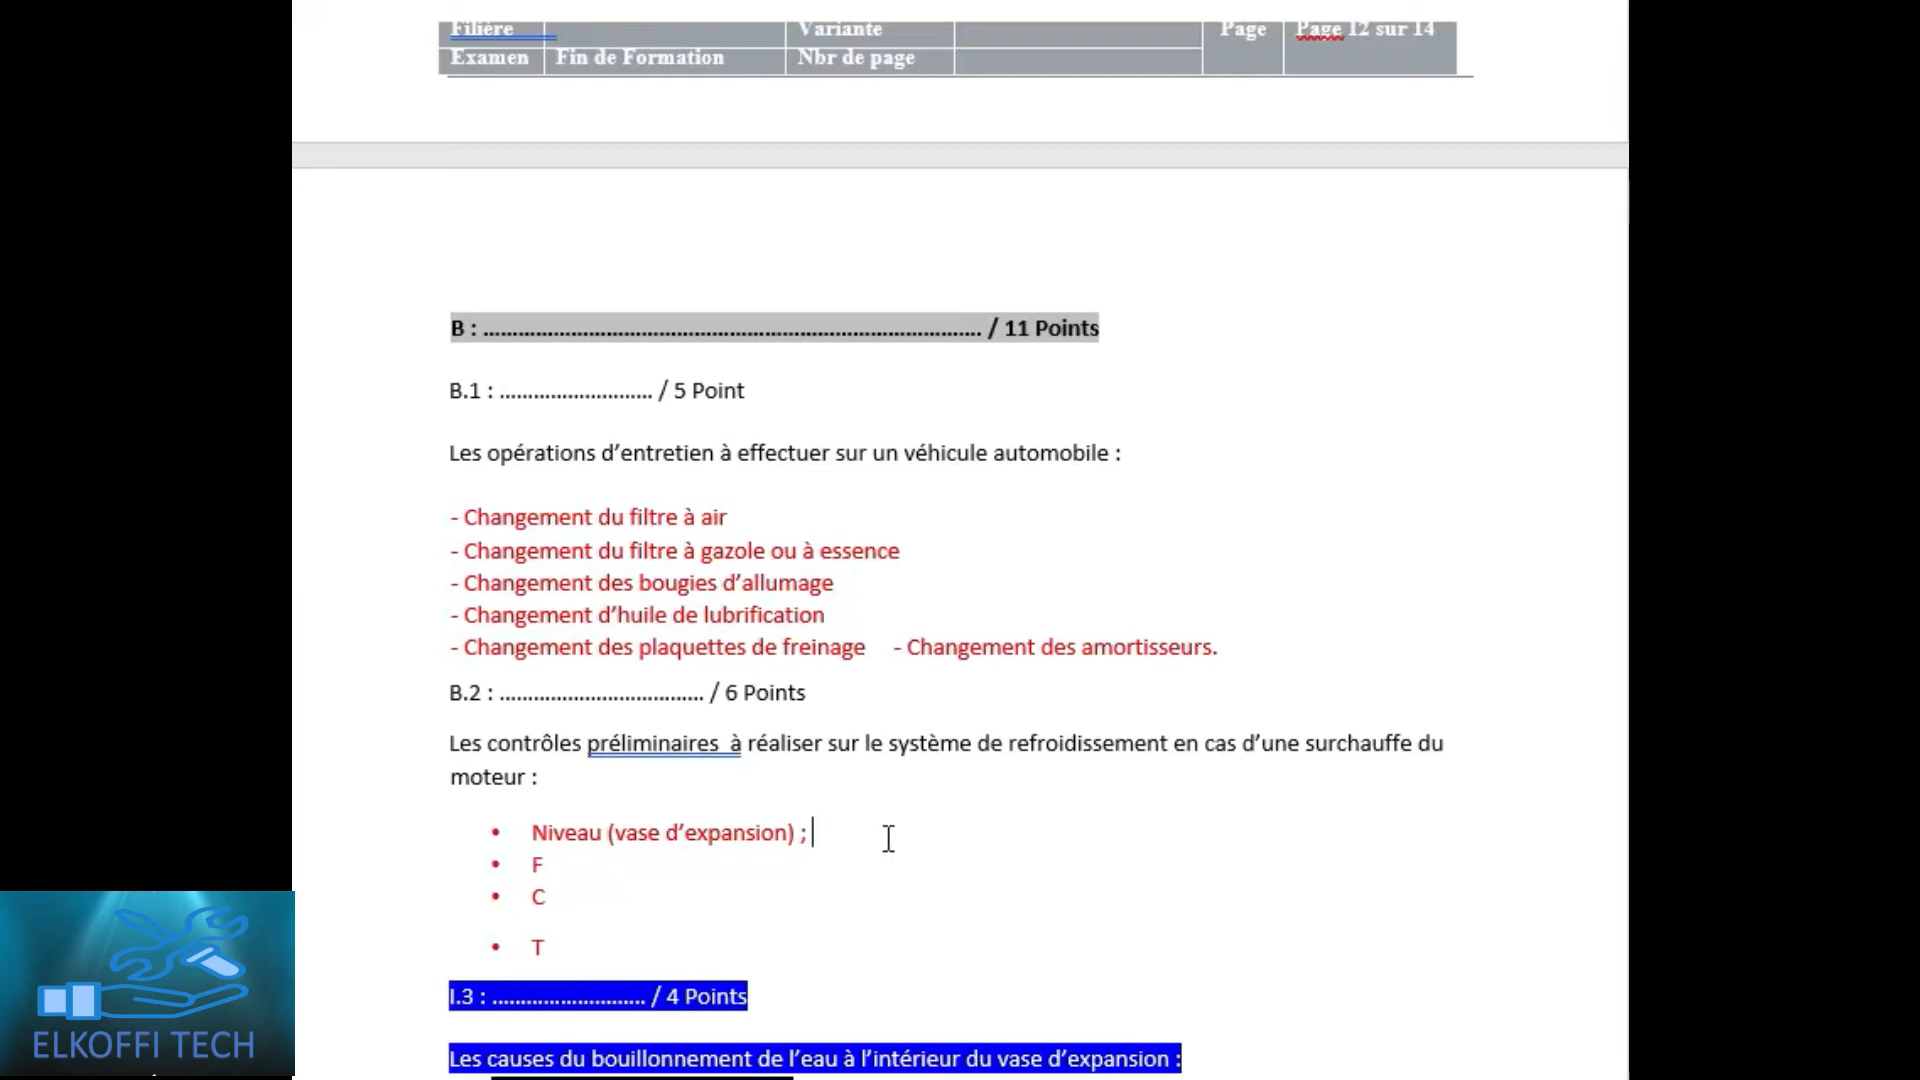 Filière Variante Page Page 12 sur 14
Examen Fin de Formation Nbr de page
B : ..................................................................................... / 11 Points
B.1 : ........................... / 5 Point
Les opérations d’entretien à effectuer sur un véhicule automobile :
- Changement du filtre à air
- Changement du filtre à gazole ou à essence
- Changement des bougies d’allumage
- Changement d’huile de lubrification
- Changement des plaquettes de freinage - Changement des amortisseurs.
B.2 : .................................... / 6 Points
Les contrôles préliminaires à réaliser sur le système de refroidissement en cas d’une surchauffe du
moteur :
• Niveau (vase d’expansion) ;
• F
• C
• T
I.3 : ........................... / 4 Points
Les causes du bouillonnement de l’eau à l’intérieur du vase d’expansion :
ELKOFFI TECH